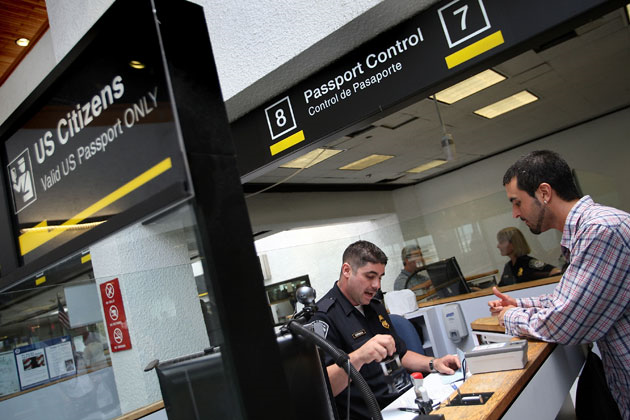 US Citizens
Valid US Passport ONLY
8
Passport Control
Control de Pasaporte
7